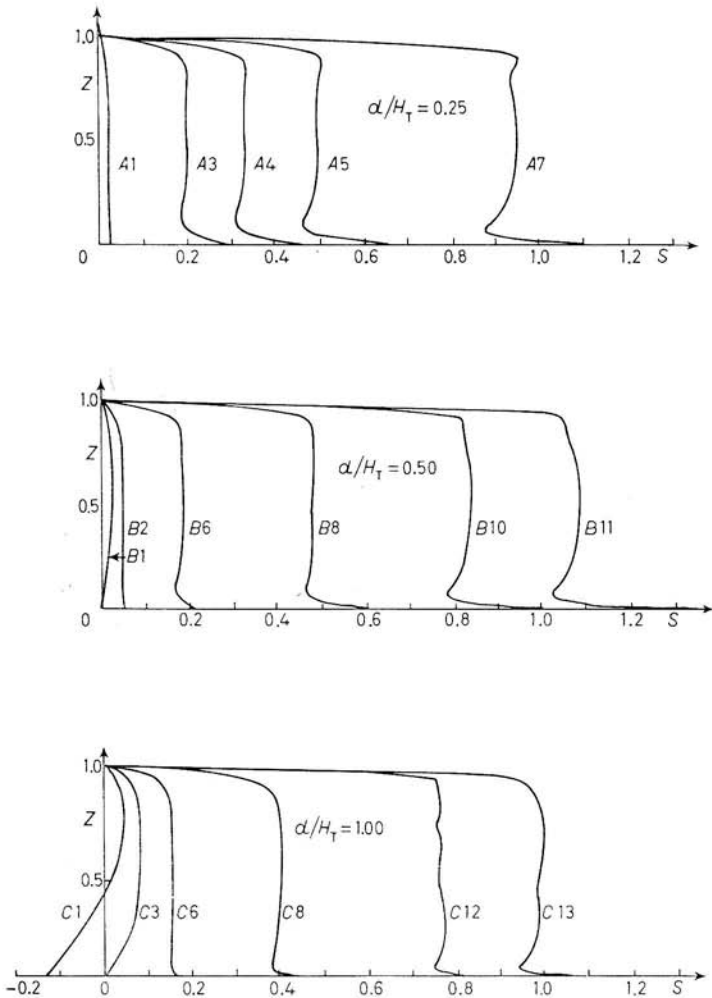 1.0
Z
d/H_T = 0.25
0.5
A1 A3 A4 A5 A7
0 0.2 0.4 0.6 0.8 1.0 1.2 S
1.0
Z
d/H_T = 0.50
0.5
B2 B6 B8 B10 B11
B1
0 0.2 0.4 0.6 0.8 1.0 1.2 S
1.0
Z
d/H_T = 1.00
0.5
C1 C3 C6 C8 C12 C13
-0.2 0 0.2 0.4 0.6 0.8 1.0 1.2 S